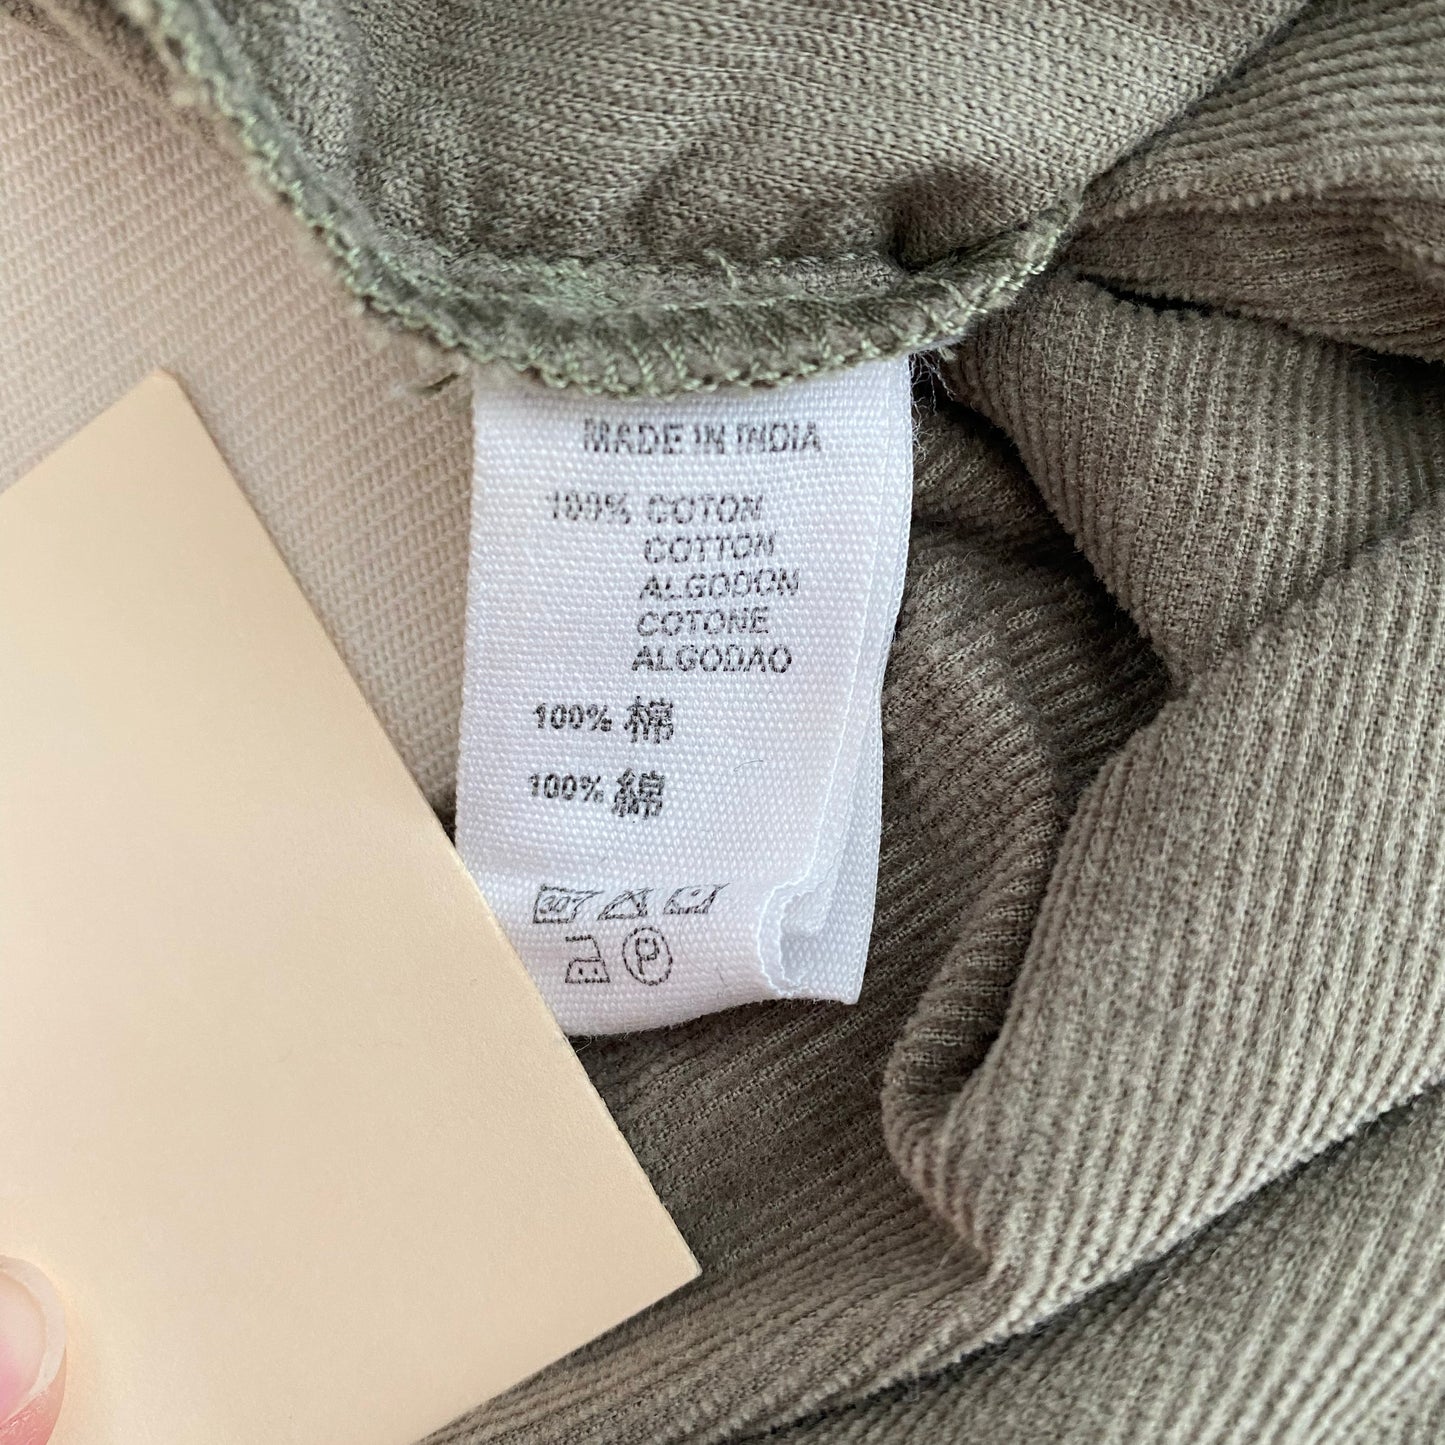 MADE IN INDIA
100% COTON
COTTON
ALGODON
COTONE
ALGODAO
100% 棉
100% 綿
30
P